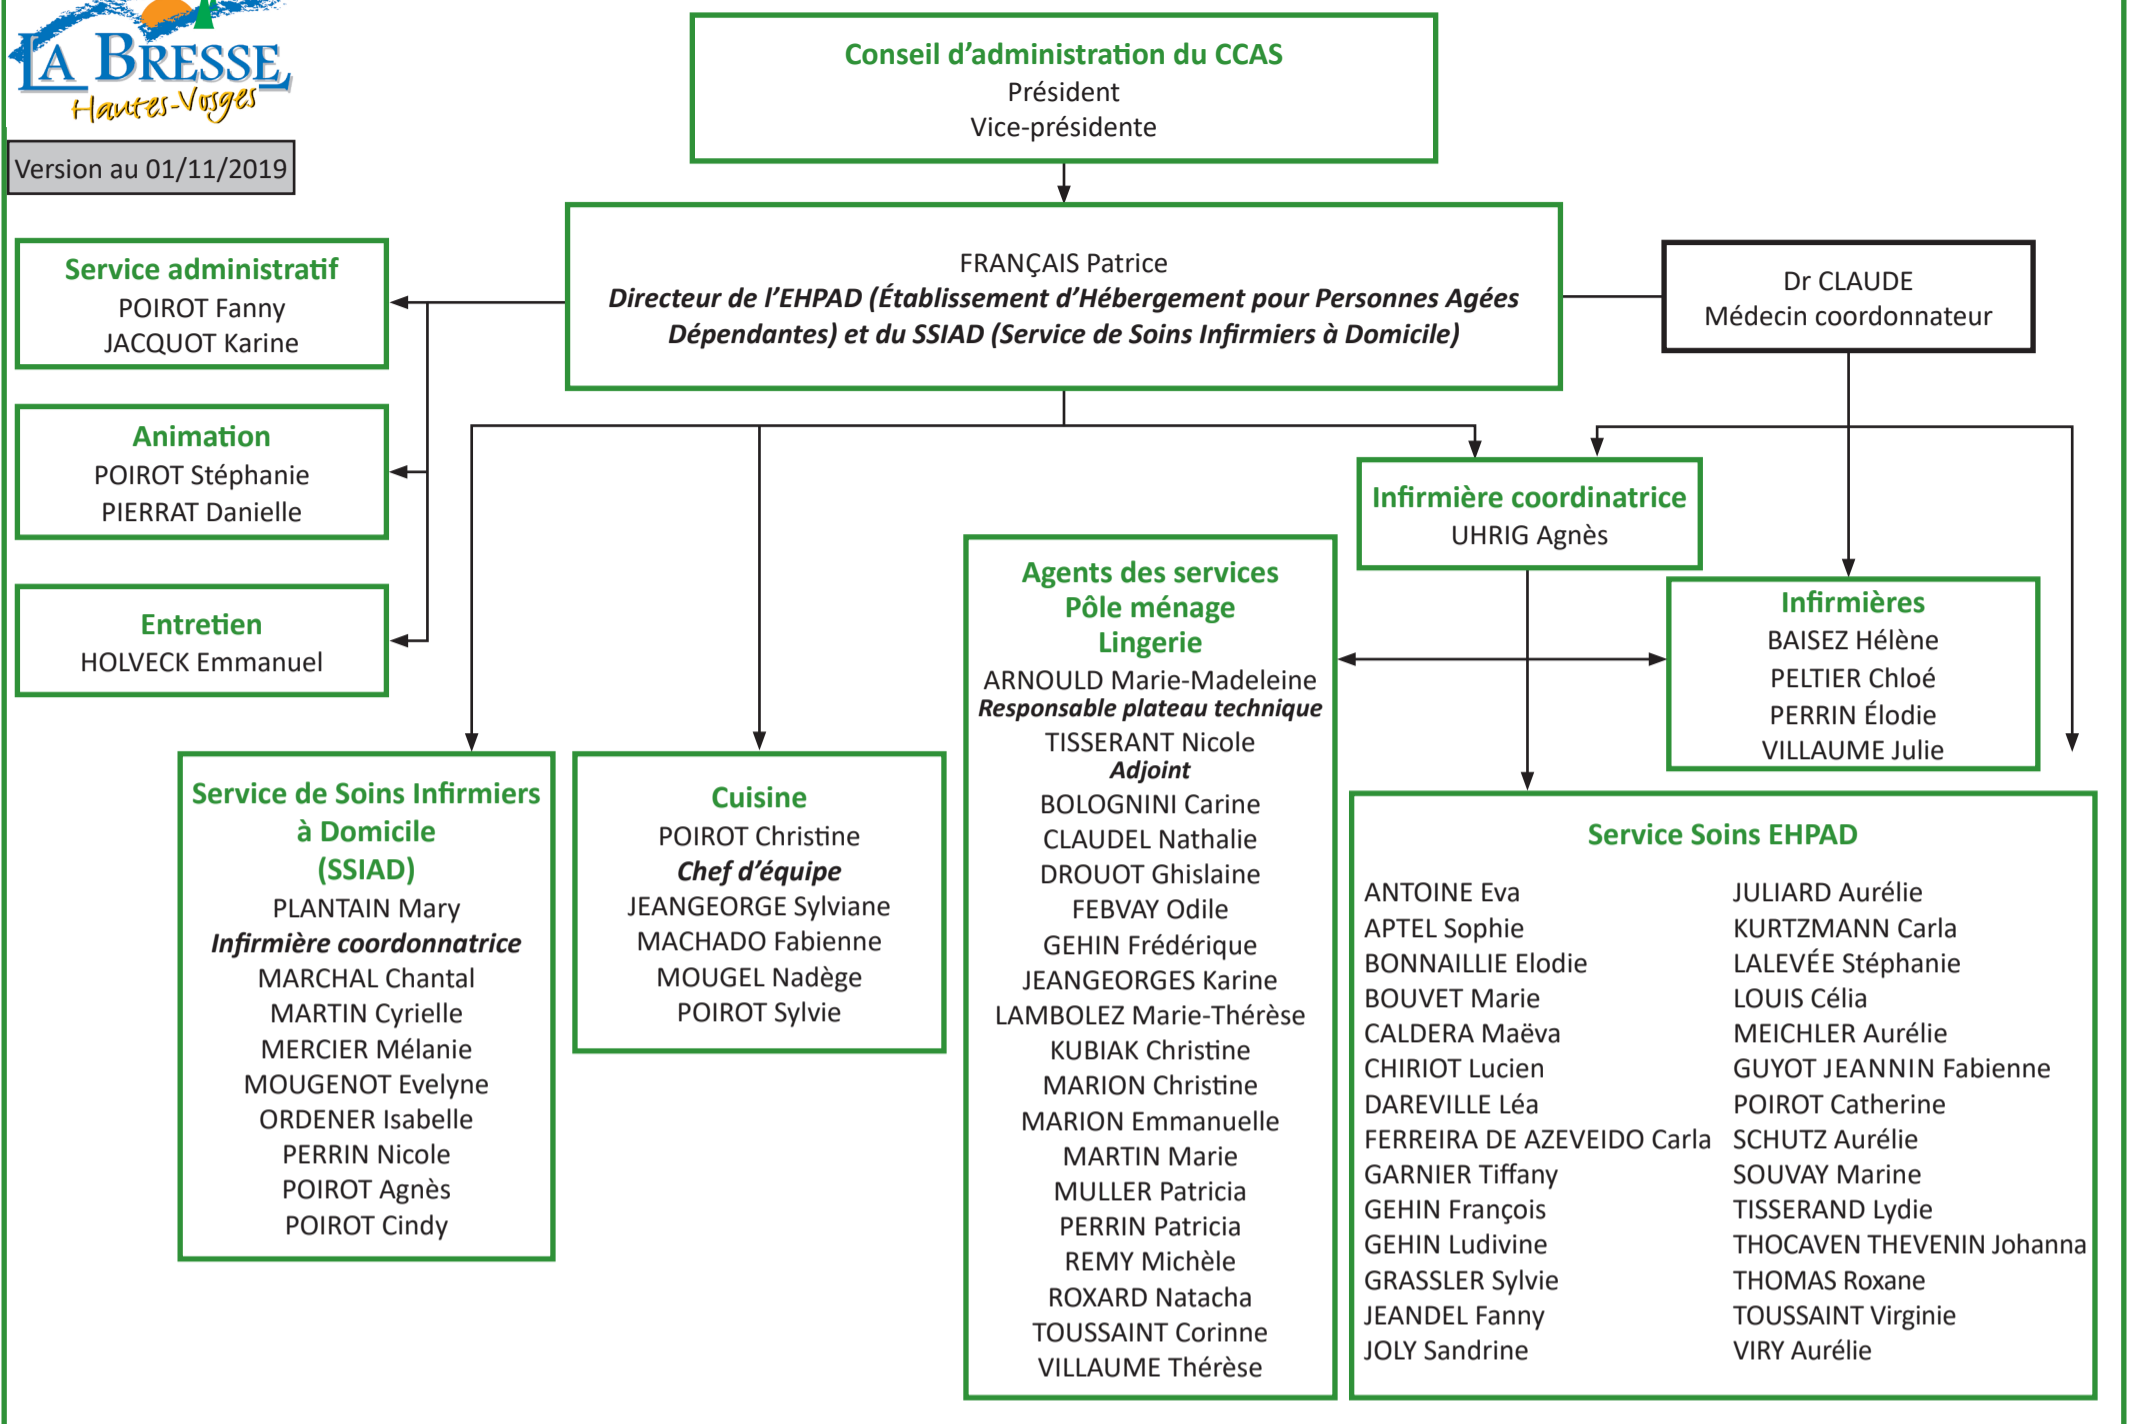 LA BRESSE
Hautes-Vosges
Version au 01/11/2019
Conseil d’administration du CCAS
Président
Vice-présidente
FRANÇAIS Patrice
Directeur de l’EHPAD (Établissement d’Hébergement pour Personnes Agées
Dépendantes) et du SSIAD (Service de Soins Infirmiers à Domicile)
Dr CLAUDE
Médecin coordonnateur
Service administratif
POIROT Fanny
JACQUOT Karine
Animation
POIROT Stéphanie
PIERRAT Danielle
Entretien
HOLVECK Emmanuel
Infirmière coordinatrice
UHRIG Agnès
Infirmières
BAISEZ Hélène
PELTIER Chloé
PERRIN Élodie
VILLAUME Julie
Service de Soins Infirmiers
à Domicile
(SSIAD)
PLANTAIN Mary
Infirmière coordonnatrice
MARCHAL Chantal
MARTIN Cyrielle
MERCIER Mélanie
MOUGENOT Evelyne
ORDENER Isabelle
PERRIN Nicole
POIROT Agnès
POIROT Cindy
Cuisine
POIROT Christine
Chef d’équipe
JEANGEORGE Sylviane
MACHADO Fabienne
MOUGEL Nadège
POIROT Sylvie
Agents des services
Pôle ménage
Lingerie
ARNOULD Marie-Madeleine
Responsable plateau technique
TISSERANT Nicole
Adjoint
BOLOGNINI Carine
CLAUDEL Nathalie
DROUOT Ghislaine
FEBVAY Odile
GEHIN Frédérique
JEANGEORGES Karine
LAMBOLEZ Marie-Thérèse
KUBIAK Christine
MARION Christine
MARION Emmanuelle
MARTIN Marie
MULLER Patricia
PERRIN Patricia
REMY Michèle
ROXARD Natacha
TOUSSAINT Corinne
VILLAUME Thérèse
Service Soins EHPAD
ANTOINE Eva
APTEL Sophie
BONNAILLIE Elodie
BOUVET Marie
CALDERA Maëva
CHIRIOT Lucien
DAREVILLE Léa
FERREIRA DE AZEVEIDO Carla
GARNIER Tiffany
GEHIN François
GEHIN Ludivine
GRASSLER Sylvie
JEANDEL Fanny
JOLY Sandrine
JULIARD Aurélie
KURTZMANN Carla
LALEVÉE Stéphanie
LOUIS Célia
MEICHLER Aurélie
GUYOT JEANNIN Fabienne
POIROT Catherine
SCHUTZ Aurélie
SOUVAY Marine
TISSERAND Lydie
THOCAVEN THEVENIN Johanna
THOMAS Roxane
TOUSSAINT Virginie
VIRY Aurélie